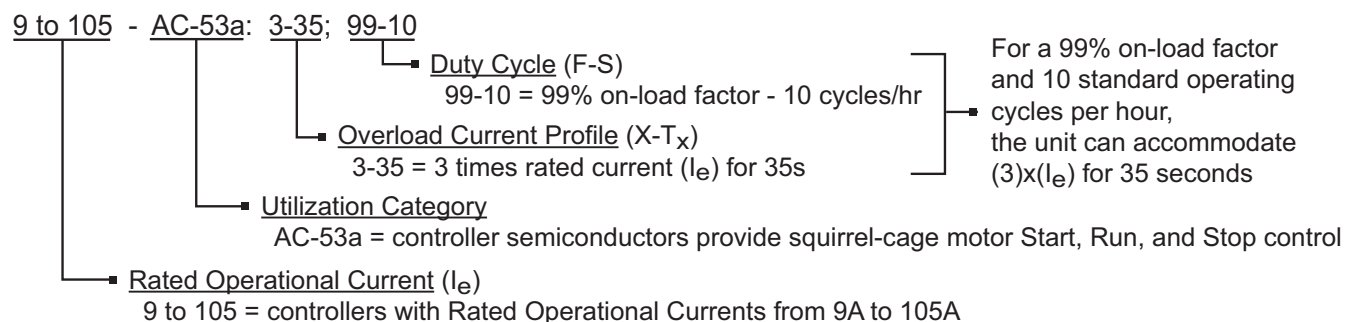 9 to 105 - AC-53a: 3-35; 99-10
Duty Cycle (F-S)
99-10 = 99% on-load factor - 10 cycles/hr
Overload Current Profile (X-Tx)
3-35 = 3 times rated current (Ie) for 35s
For a 99% on-load factor
and 10 standard operating
cycles per hour,
the unit can accommodate
(3)x(Ie) for 35 seconds
Utilization Category
AC-53a = controller semiconductors provide squirrel-cage motor Start, Run, and Stop control
Rated Operational Current (Ie)
9 to 105 = controllers with Rated Operational Currents from 9A to 105A